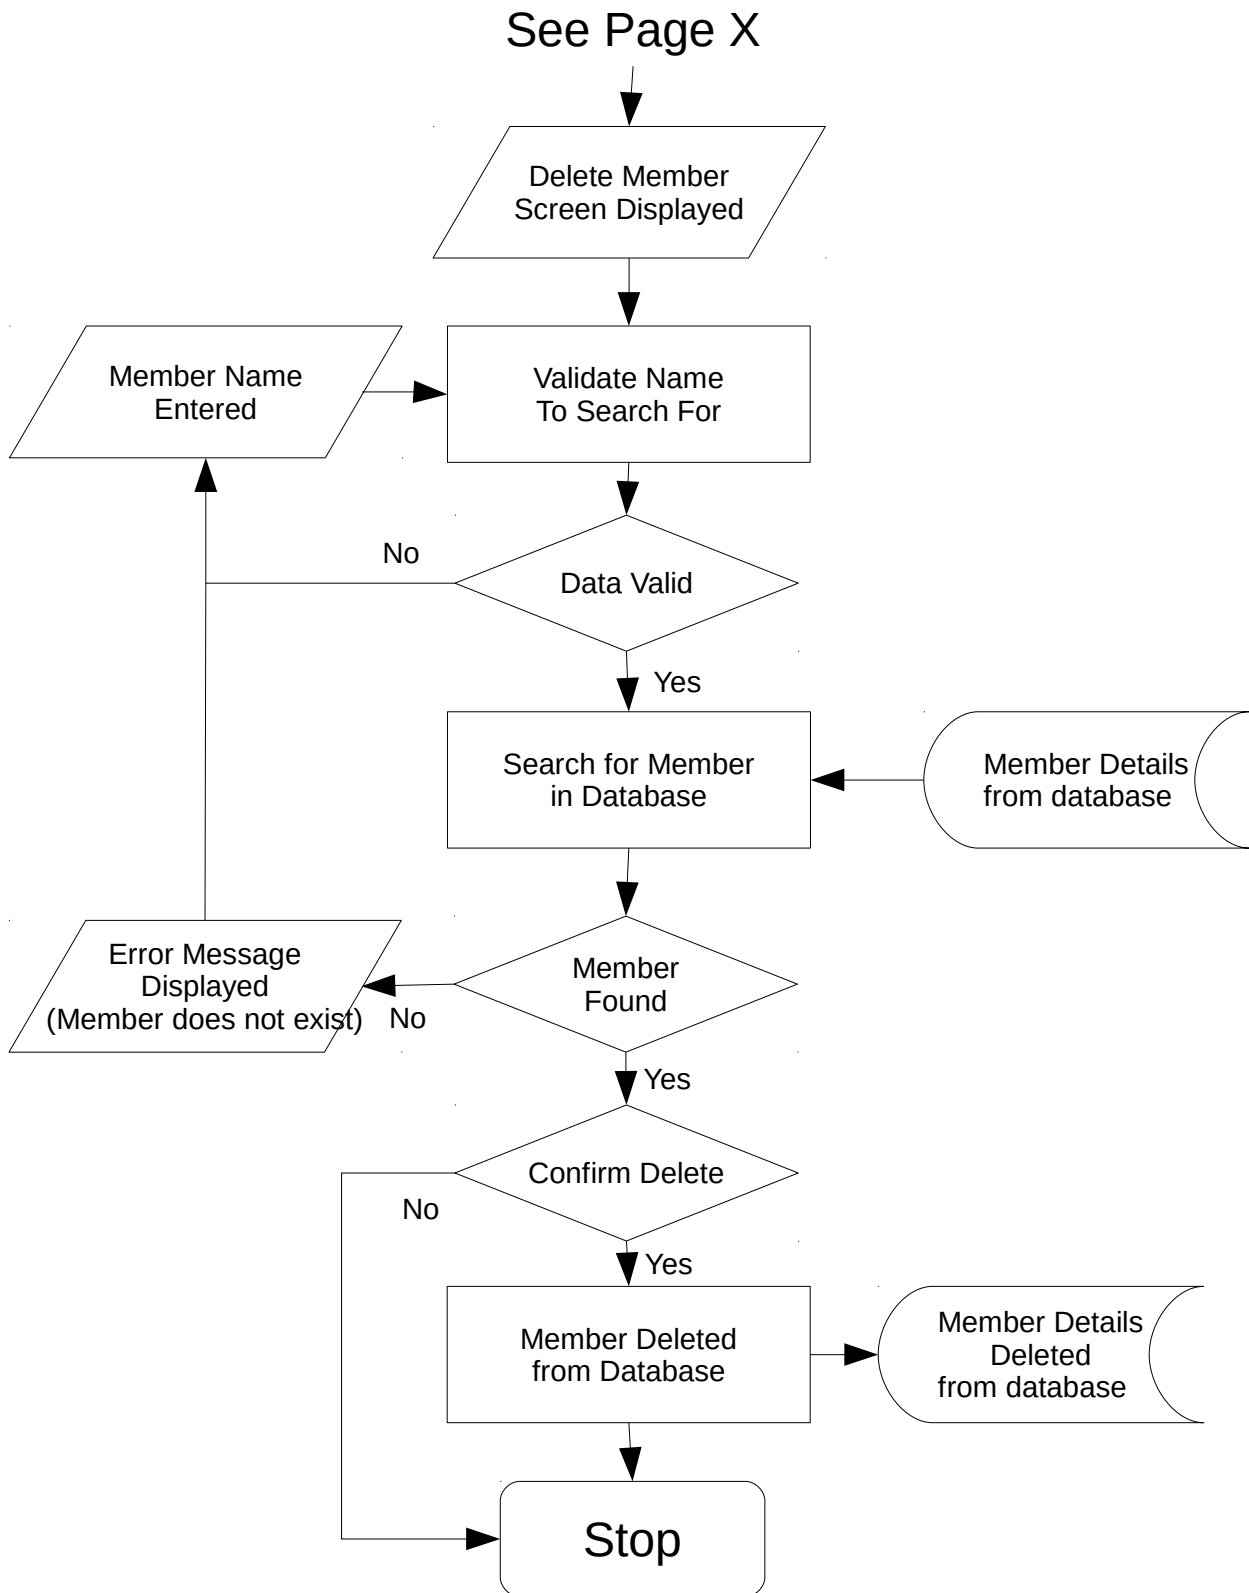 See Page X
Delete Member
Screen Displayed
Member Name
Entered
Validate Name
To Search For
No
Data Valid
Yes
Search for Member
in Database
Member Details
from database
Error Message
Displayed
(Member does not exist)
No
Member
Found
Yes
Confirm Delete
No
Yes
Member Deleted
from Database
Member Details
Deleted
from database
Stop